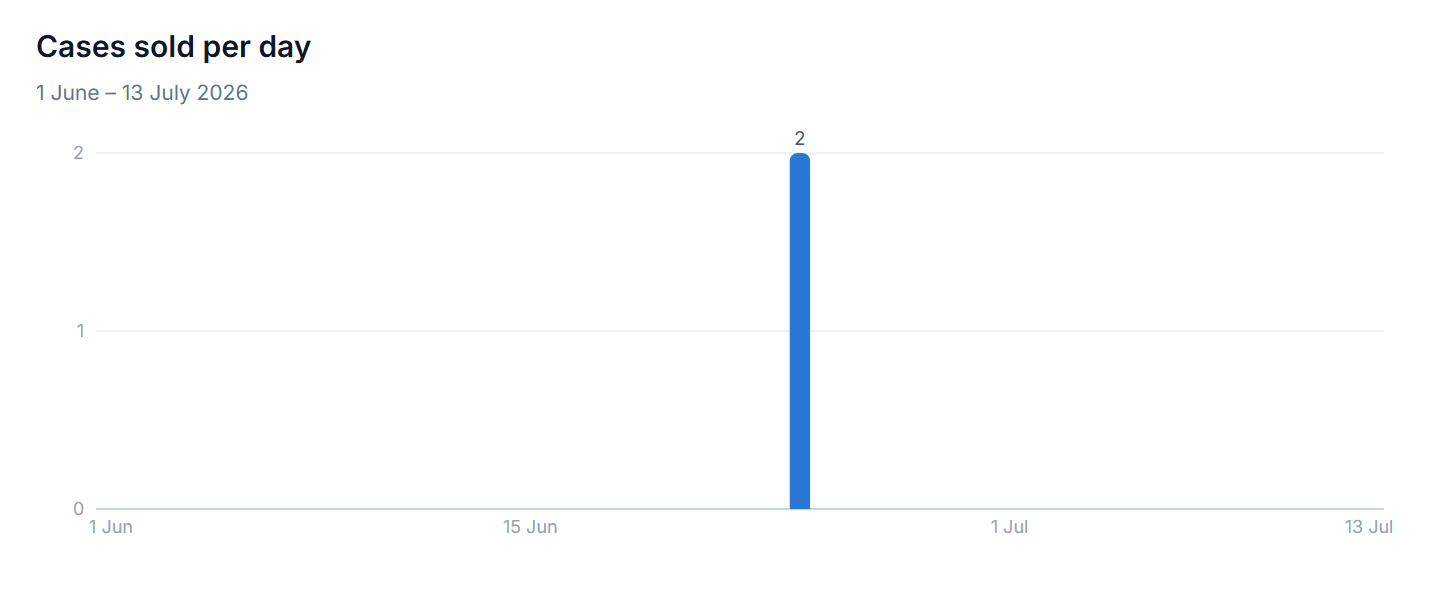 Cases sold per day
1 June – 13 July 2026
2
2
1
0
1 Jun 15 Jun 1 Jul 13 Jul